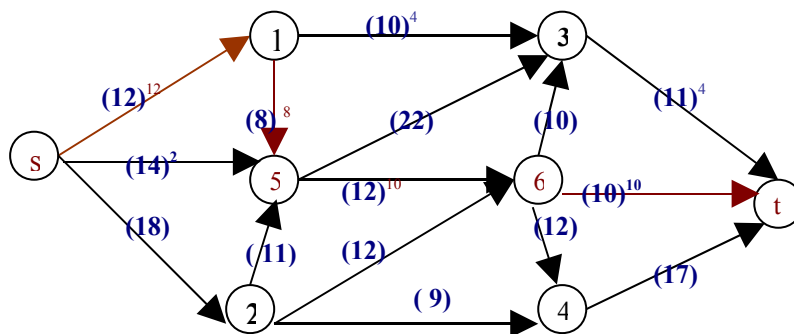 1 (10)4 3
(12)12 (8) 8 (22) (10) (11)4
s (14)2 5 (12)10 6 (10)10 t
(18) ( 11) (12) (12) (17)
2 ( 9) 4